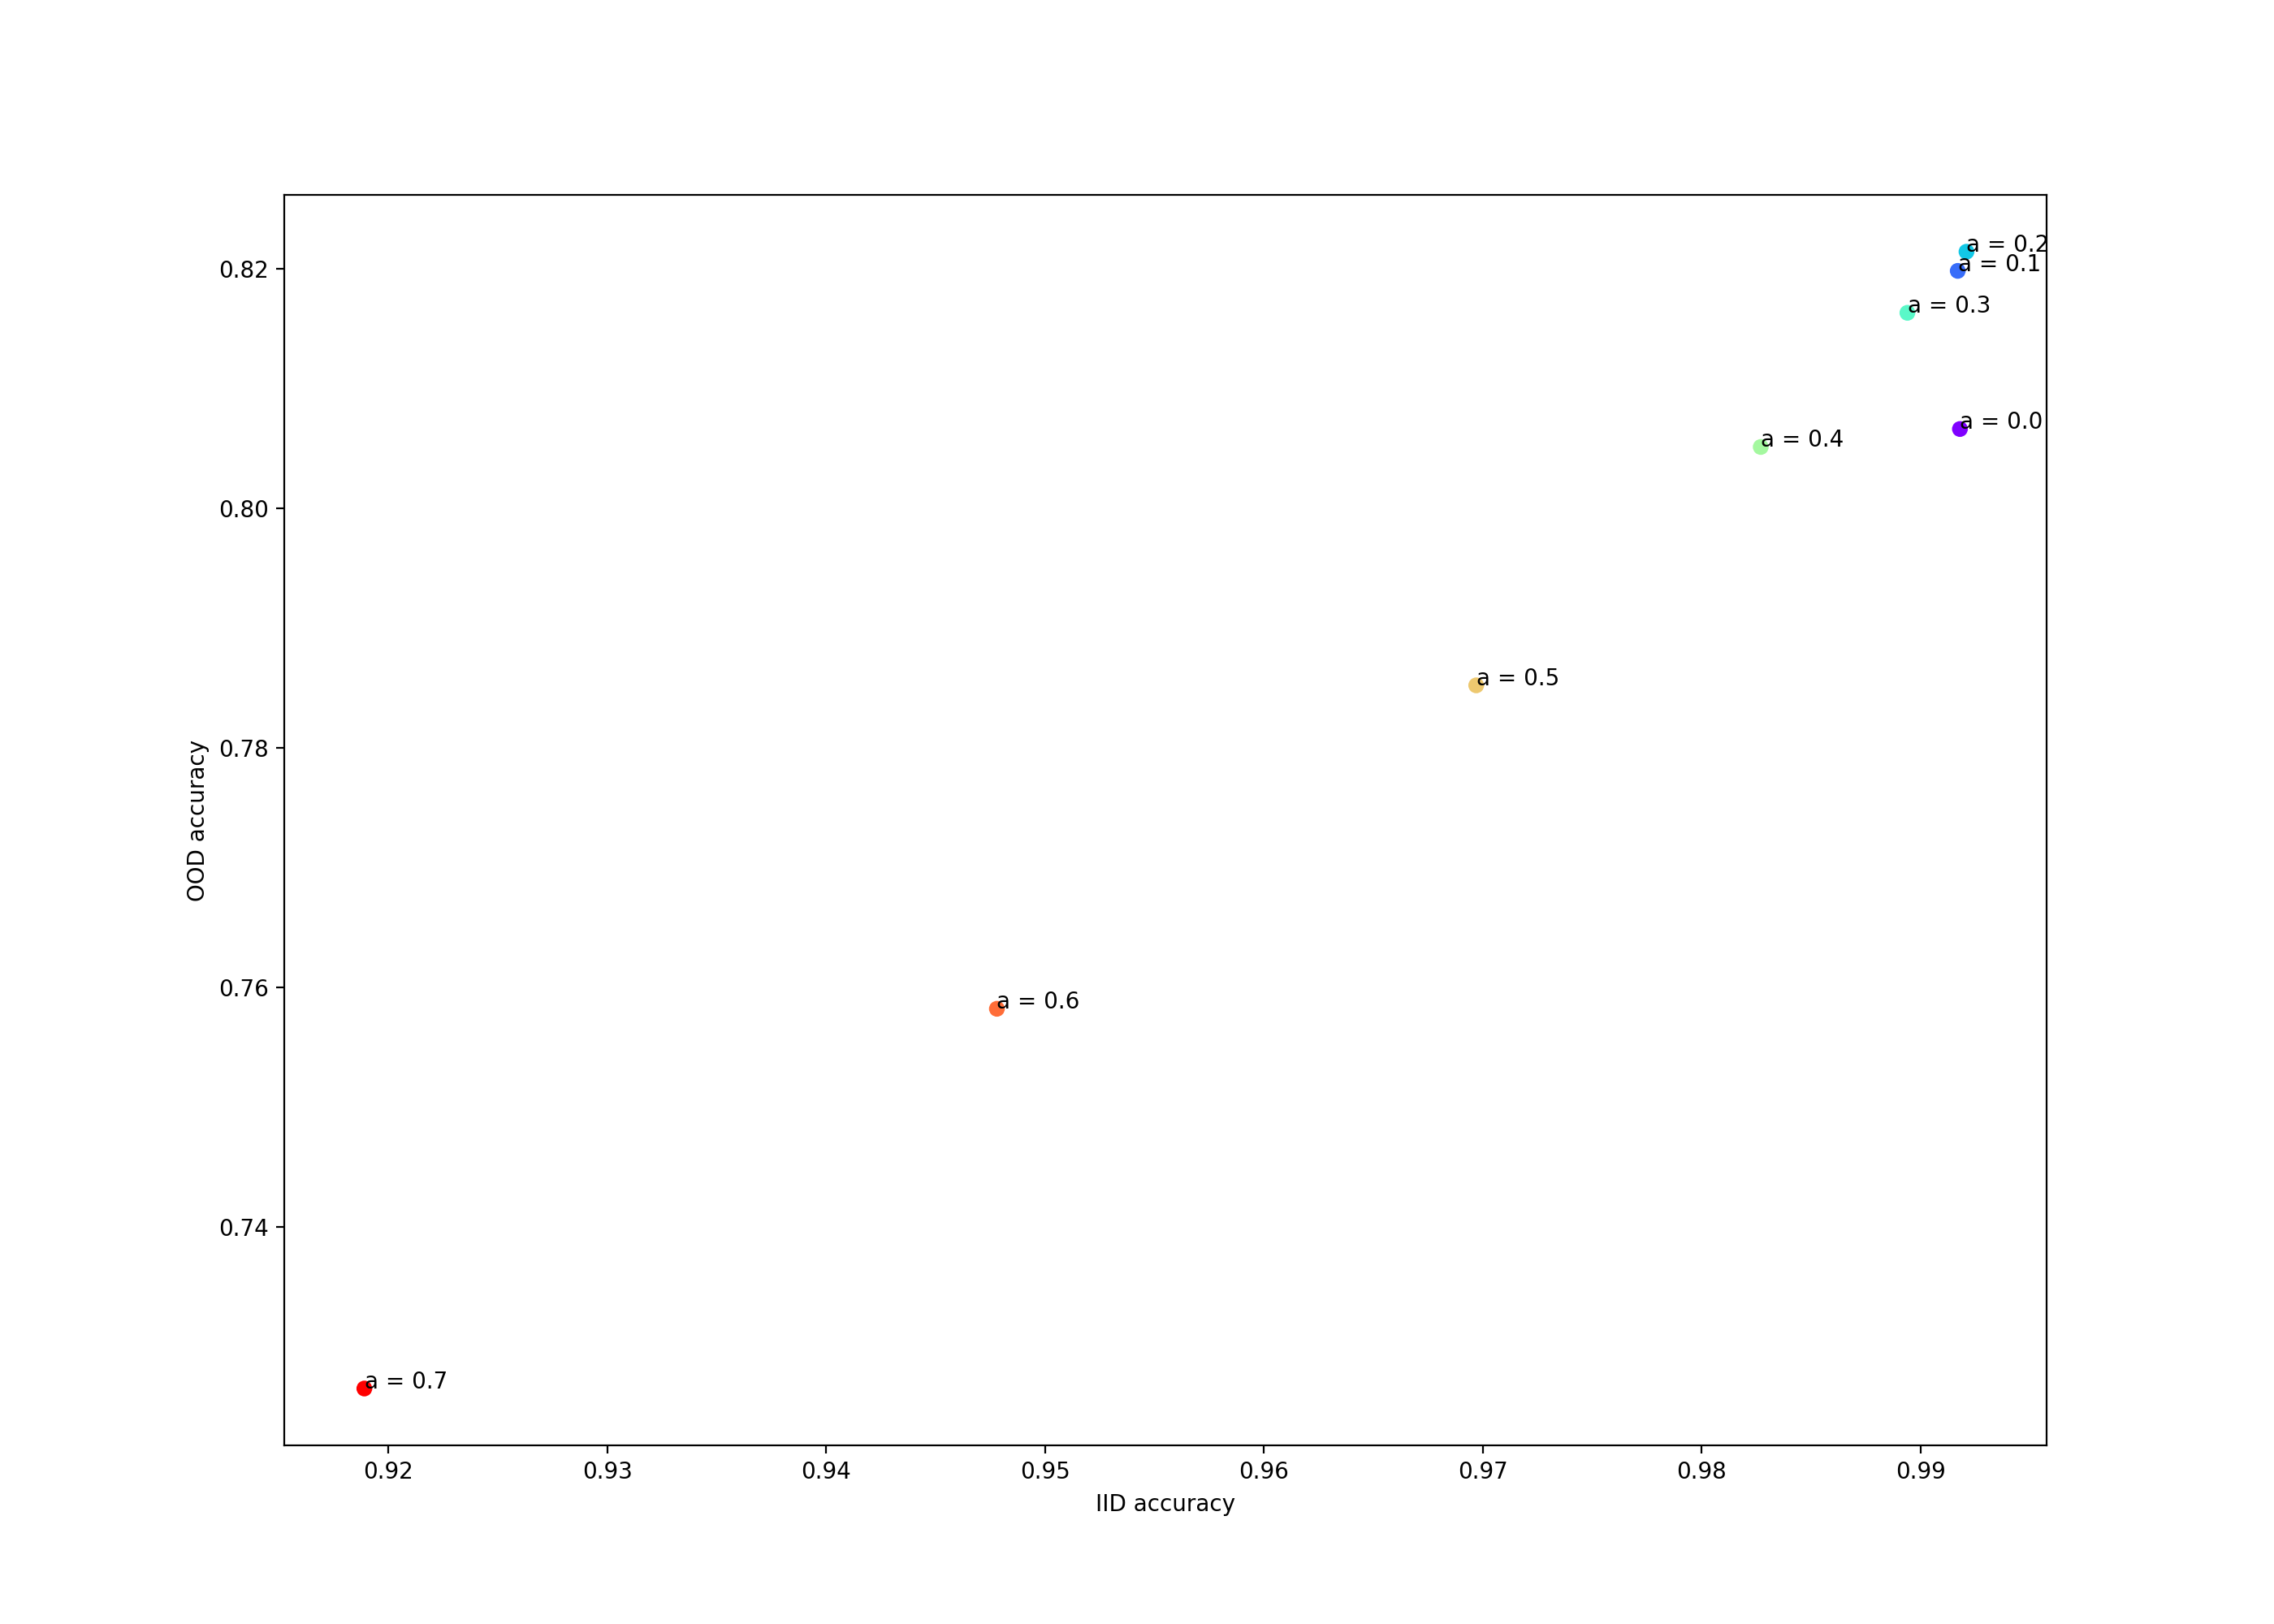 a = 0.2
0.82
a = 0.1
a = 0.3
a = 0.0
a = 0.4
0.80
a = 0.5
0.78
OOD accuracy
0.76
a = 0.6
0.74
a = 0.7
0.92 0.93 0.94 0.95 0.96 0.97 0.98 0.99
IID accuracy